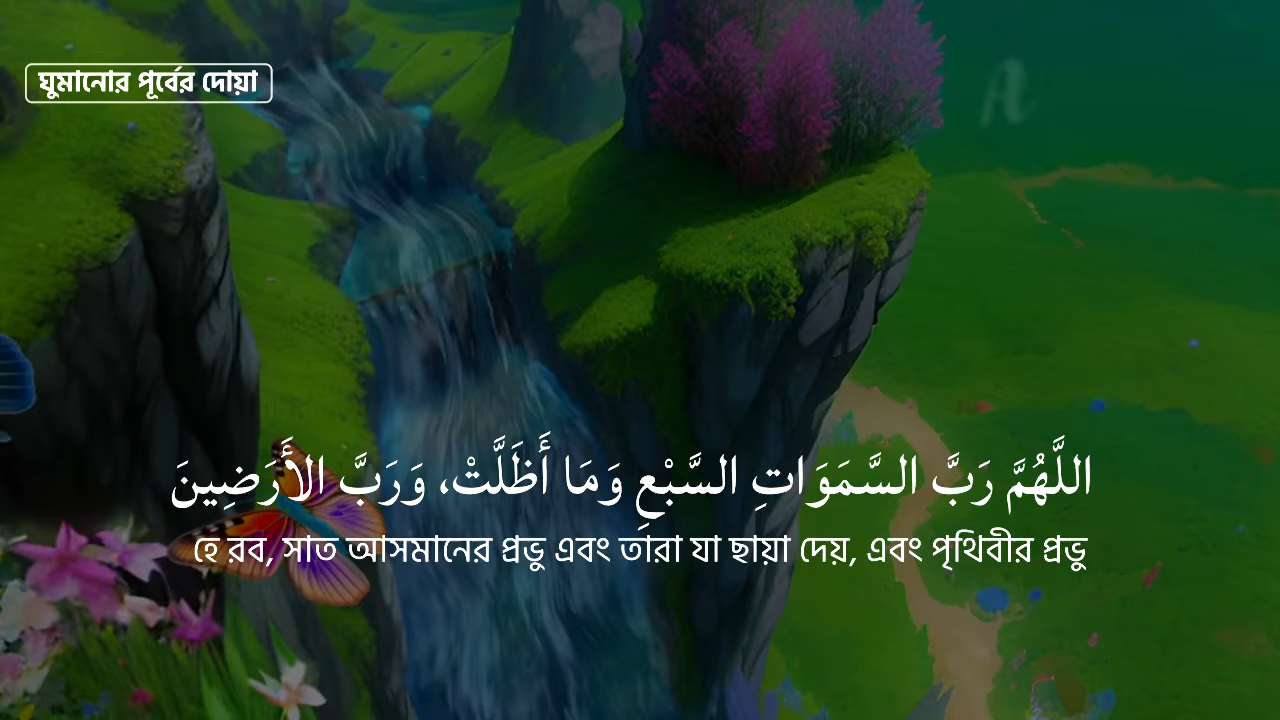 ঘুমানোর পূর্বের দোয়া
A
اللَّهُمَّ رَبَّ السَّمَوَاتِ السَّبْعِ وَمَا أَظَلَّتْ، وَرَبَّ الأَرَضِينَ
হে রব, সাত আসমানের প্রভু এবং তারা যা ছায়া দেয়, এবং পৃথিবীর প্রভু